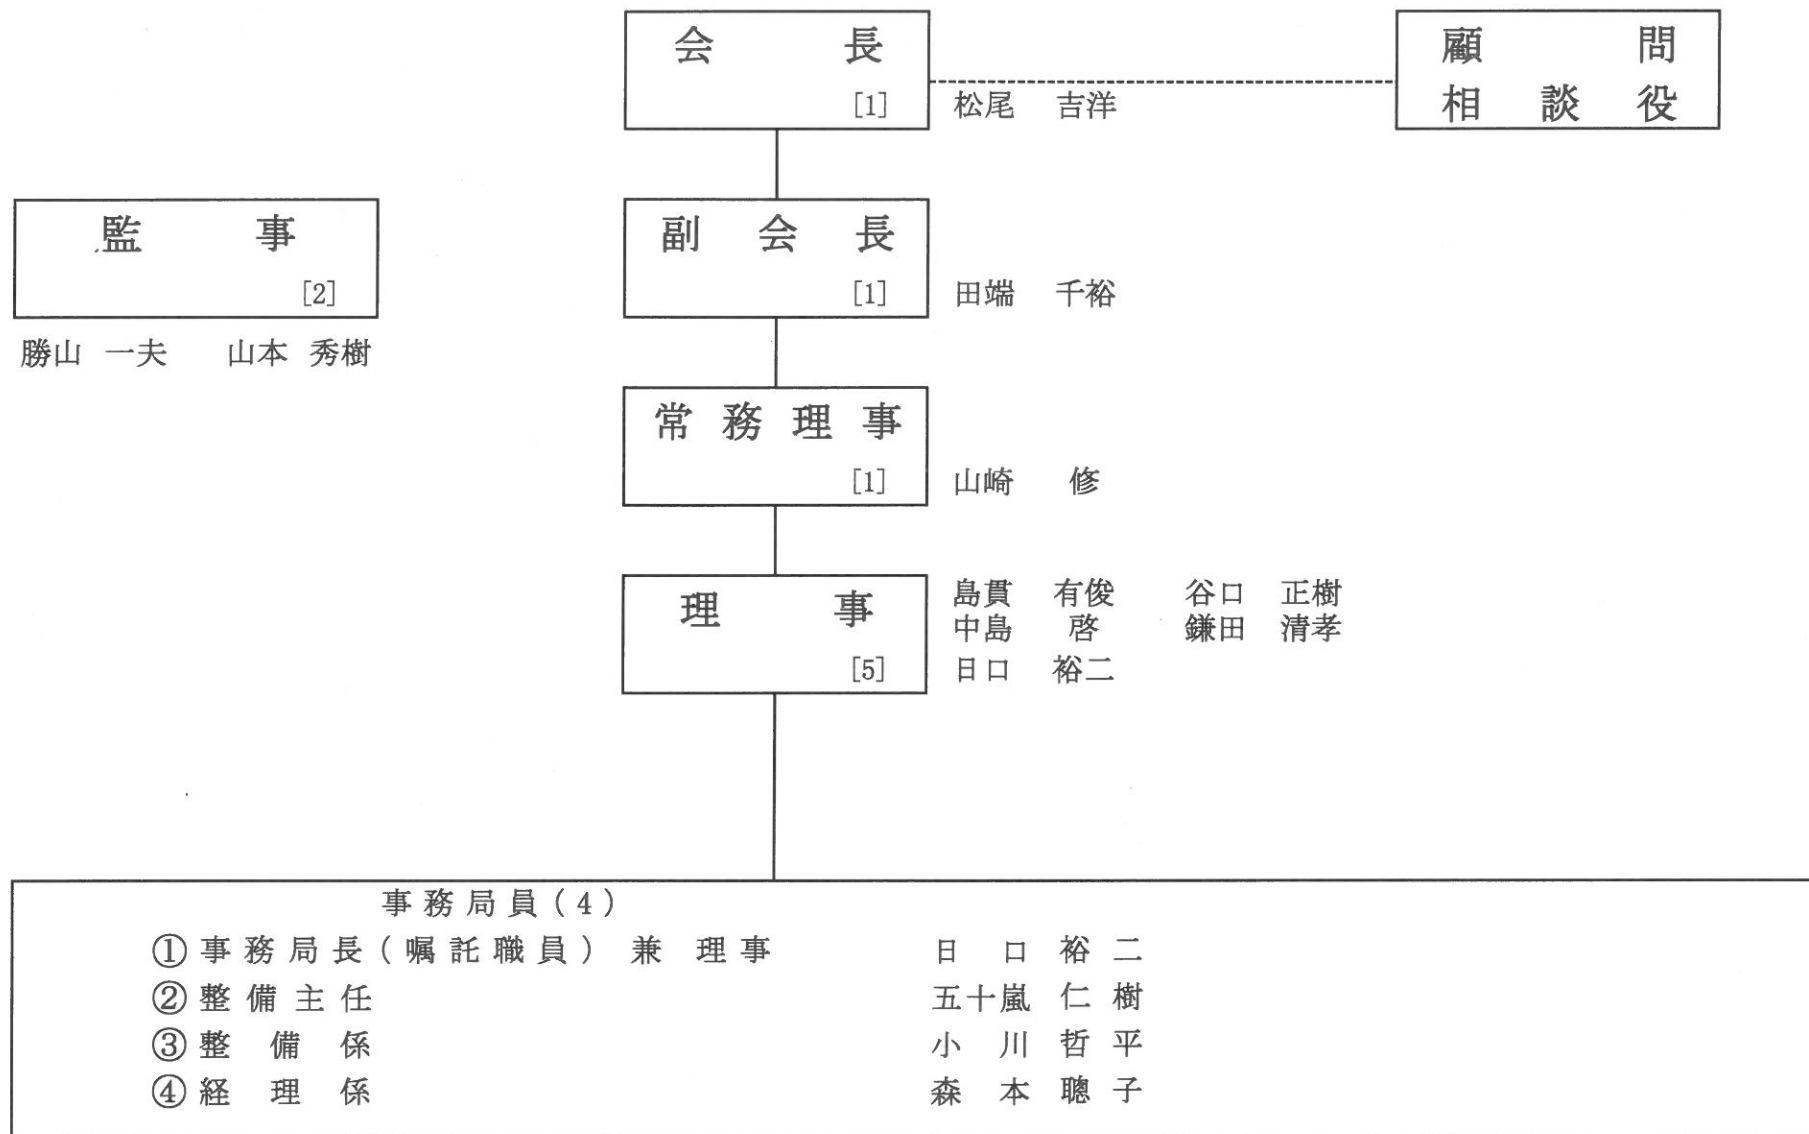 会長
[1] 松尾 吉洋
顧問
相談役
監事
[2]
勝山 一夫 山本 秀樹
副会長
[1] 田端 千裕
常務理事
[1] 山崎 修
理事
[5]
島貫 有俊 谷口 正樹
中島 啓 鎌田 清孝
日口 裕二
事務局員(4)
①事務局長(嘱託職員)兼 理事 日口裕二
②整備主任 五十嵐仁樹
③整備係 小川哲平
④経理係 森本聰子